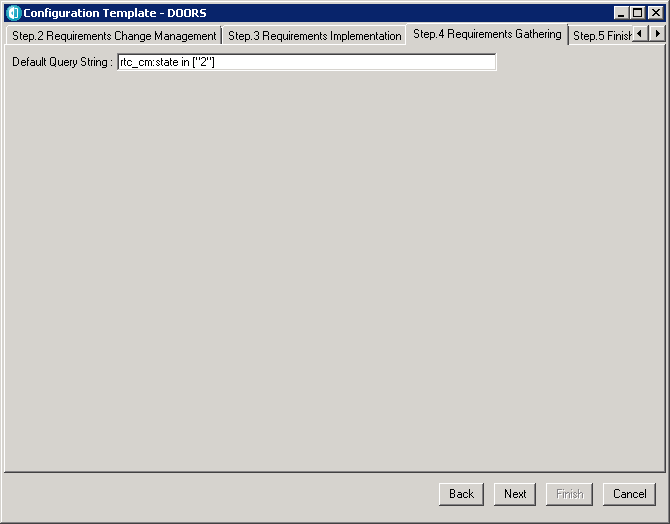 Configuration Template - DOORS
Step.2 Requirements Change Management Step.3 Requirements Implementation Step.4 Requirements Gathering Step.5 Finish
Default Query String : rtc_cm:state in ["2"]
Back Next Finish Cancel